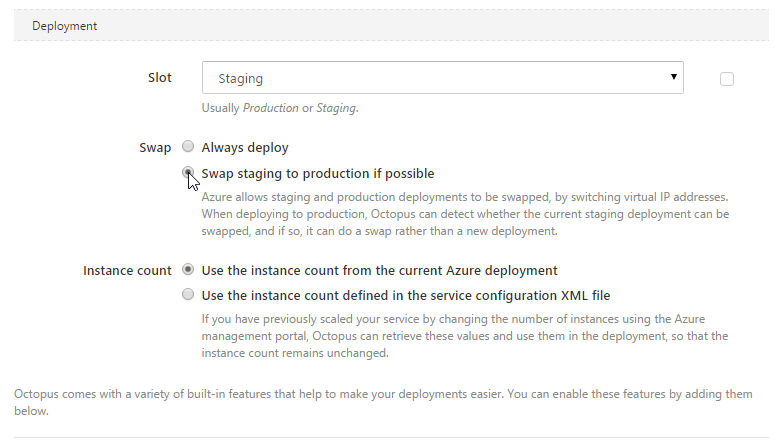 Deployment
Slot
Staging
Usually Production or Staging.
Swap
Always deploy
Swap staging to production if possible
Azure allows staging and production deployments to be swapped, by switching virtual IP addresses.
When deploying to production, Octopus can detect whether the current staging deployment can be
swapped, and if so, it can do a swap rather than a new deployment.
Instance count
Use the instance count from the current Azure deployment
Use the instance count defined in the service configuration XML file
If you have previously scaled your service by changing the number of instances using the Azure
management portal, Octopus can retrieve these values and use them in the deployment, so that the
instance count remains unchanged.
Octopus comes with a variety of built-in features that help to make your deployments easier. You can enable these features by adding them
below.